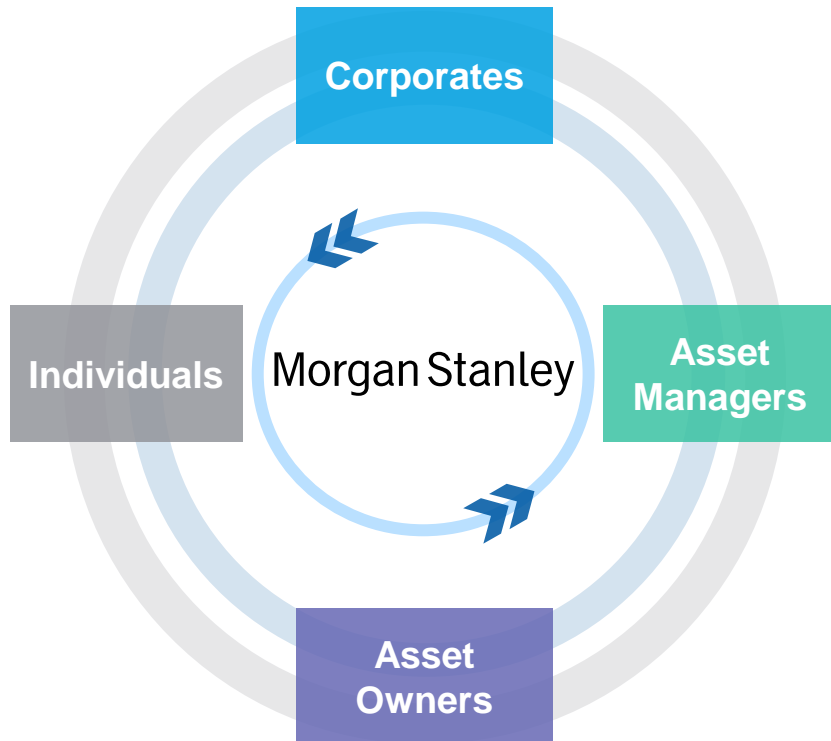 Corporates
Individuals
Morgan Stanley
Asset
Managers
Asset
Owners